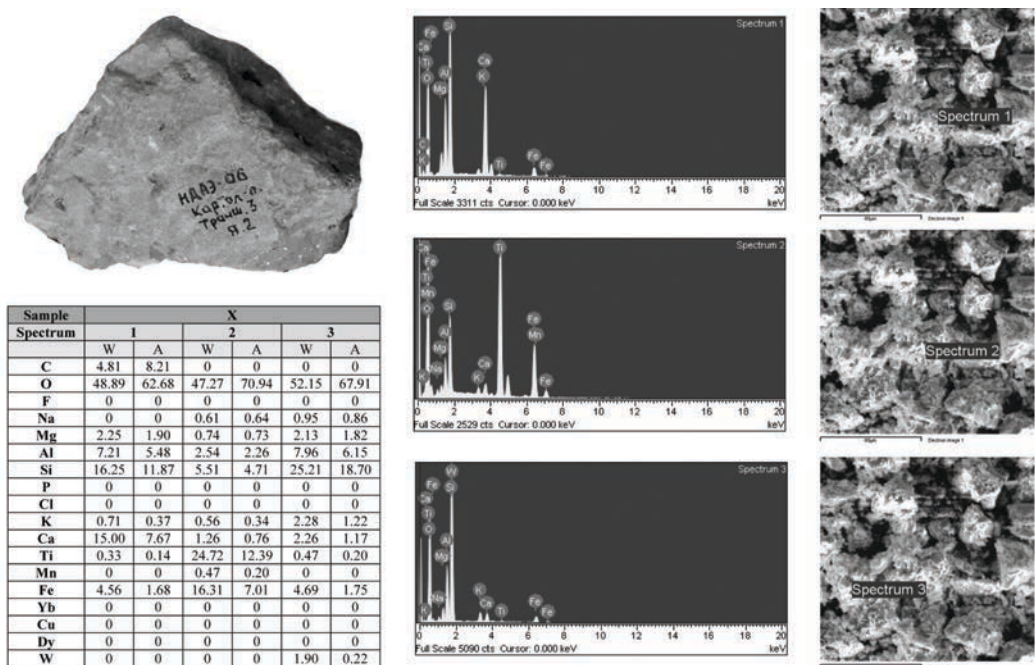 НДАЭ-06
Кар.оп.п.
Транш.3
Я.2
Sample X
Spectrum 1 2 3
W A W A W A
C 4.81 8.21 0 0 0 0
O 48.89 62.68 47.27 70.94 52.15 67.91
F 0 0 0 0 0 0
Na 0 0 0.61 0.64 0.95 0.86
Mg 2.25 1.90 0.74 0.73 2.13 1.82
Al 7.21 5.48 2.54 2.26 7.96 6.15
Si 16.25 11.87 5.51 4.71 25.21 18.70
P 0 0 0 0 0 0
Cl 0 0 0 0 0 0
K 0.71 0.37 0.56 0.34 2.28 1.22
Ca 15.00 7.67 1.26 0.76 2.26 1.17
Ti 0.33 0.14 24.72 12.39 0.47 0.20
Mn 0 0 0.47 0.20 0 0
Fe 4.56 1.68 16.31 7.01 4.69 1.75
Yb 0 0 0 0 0 0
Cu 0 0 0 0 0 0
Dy 0 0 0 0 0 0
W 0 0 0 0 1.90 0.22
Spectrum 1
Fe Si
Ca
Ti Ca
O Al K
Mg
C
K Ti Fe Fe
0 2 4 6 8 10 12 14 16 18 20
Full Scale 3311 cts Cursor: 0.000 keV keV
Spectrum 2
Ca Ti
Fe
Ti
Mn Si Fe
O Al Mn
Mg Ca
Na K Fe
0 2 4 6 8 10 12 14 16 18 20
Full Scale 2529 cts Cursor: 0.000 keV keV
Spectrum 3
W
Fe Si
Ca
Ti
O Al
Mg
Na K Ca Ti Fe Fe
K
0 2 4 6 8 10 12 14 16 18 20
Full Scale 5090 cts Cursor: 0.000 keV keV
Spectrum 1
Electron image 1
Spectrum 2
Electron image 1
Spectrum 3